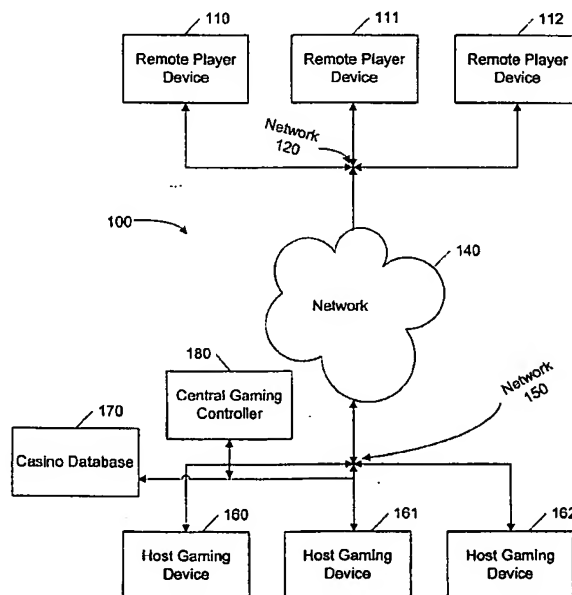 110
111
112
Remote Player
Device
Remote Player
Device
Remote Player
Device
Network
120
100
140
Network
180
Central Gaming
Controller
Network
150
170
Casino Database
160
161
162
Host Gaming
Device
Host Gaming
Device
Host Gaming
Device